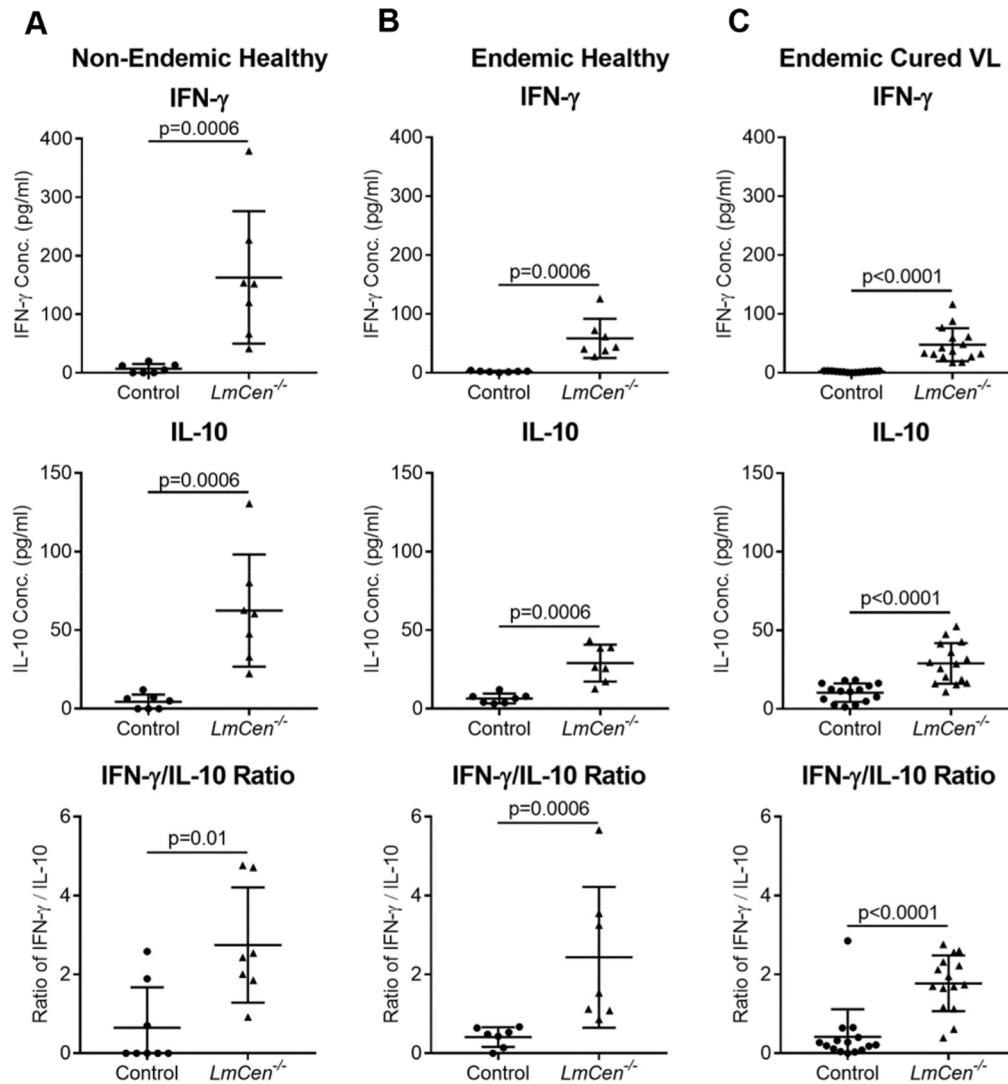 A
B
C
Non-Endemic Healthy
Endemic Healthy
Endemic Cured VL
IFN-γ
IFN-γ
IFN-γ
IFN-γ Conc. (pg/ml)
400
300
200
100
0
p=0.0006
Control
LmCen-/-
IFN-γ Conc. (pg/ml)
400
300
200
100
0
p=0.0006
Control
LmCen-/-
IFN-γ Conc. (pg/ml)
400
300
200
100
0
p<0.0001
Control
LmCen-/-
IL-10
IL-10
IL-10
IL-10 Conc. (pg/ml)
150
100
50
0
p=0.0006
Control
LmCen-/-
IL-10 Conc. (pg/ml)
150
100
50
0
p=0.0006
Control
LmCen-/-
IL-10 Conc. (pg/ml)
150
100
50
0
p<0.0001
Control
LmCen-/-
IFN-γ/IL-10 Ratio
IFN-γ/IL-10 Ratio
IFN-γ/IL-10 Ratio
Ratio of IFN-γ / IL-10
6
4
2
0
p=0.01
Control
LmCen-/-
Ratio of IFN-γ / IL-10
6
4
2
0
p=0.0006
Control
LmCen-/-
Ratio of IFN-γ / IL-10
6
4
2
0
p<0.0001
Control
LmCen-/-